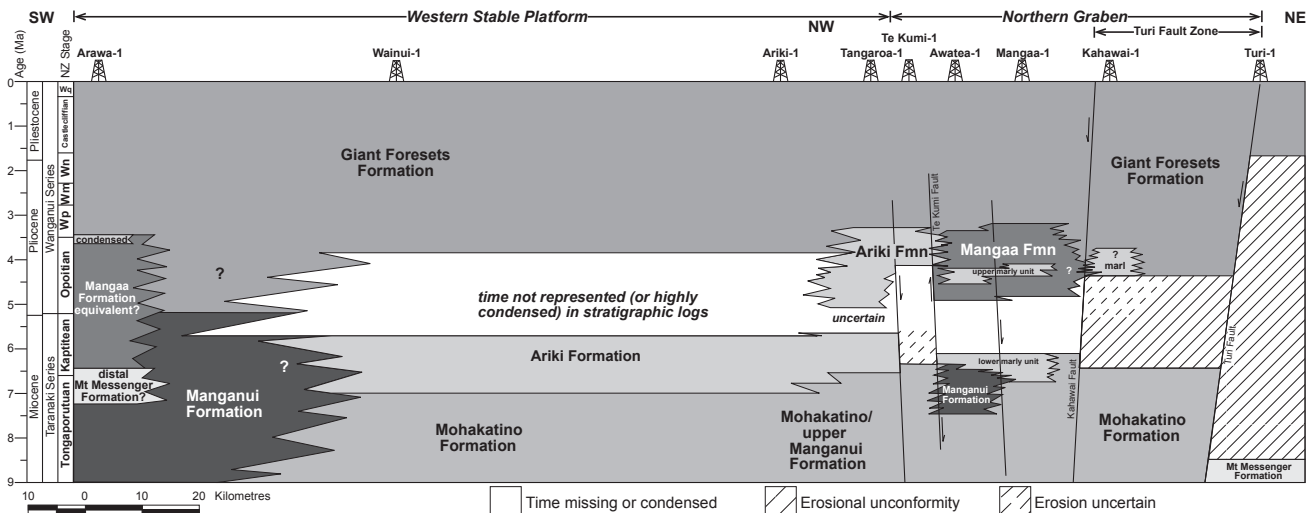 SW
Western Stable Platform
NW
Northern Graben
NE
Turi Fault Zone
Age (Ma)
NZ Stage
Arawa-1
Wainui-1
Ariki-1
Tangaroa-1
Te Kumi-1
Awatea-1
Mangaa-1
Kahawai-1
Turi-1
0
1
2
3
4
5
6
7
8
9
Pliestocene
Pliocene
Miocene
Wanganui Series
Taranaki Series
Wq
Castlecliffian
Wn
Wm
Wp
Opoitian
Kapitean
Tongaporutuan
Giant Foresets
Formation
Giant Foresets
Formation
condensed
Mangaa
Formation
equivalent?
?
distal
Mt Messenger
Formation?
Manganui
Formation
?
time not represented (or highly
condensed) in stratigraphic logs
uncertain
Ariki Formation
Mohakatino
Formation
Mohakatino/
upper
Manganui
Formation
Ariki Fmn
Te Kumi Fault
Mangaa Fmn
upper marly unit
?
lower marly unit
Manganui
Formation
Kahawai Fault
?
marl
Mohakatino
Formation
Turi Fault
Mt Messenger
Formation
10 0 10 20 Kilometres
Time missing or condensed
Erosional unconformity
Erosion uncertain